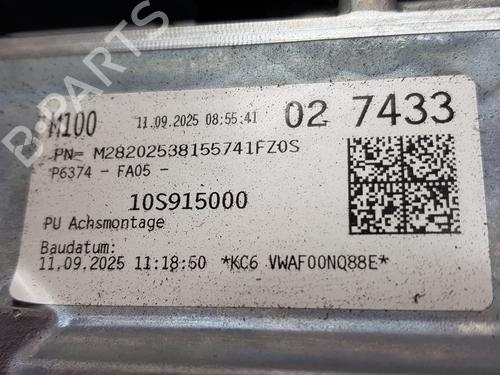 M100 11.09.2025 08:55:41 02 7433
PN= M28202538155741FZ0S
P6374 - FA05 -
10S915000
PU Achsmontage
Baudatum:
11.09.2025 11:18:50 *KC6 VWAF00NQ88E*